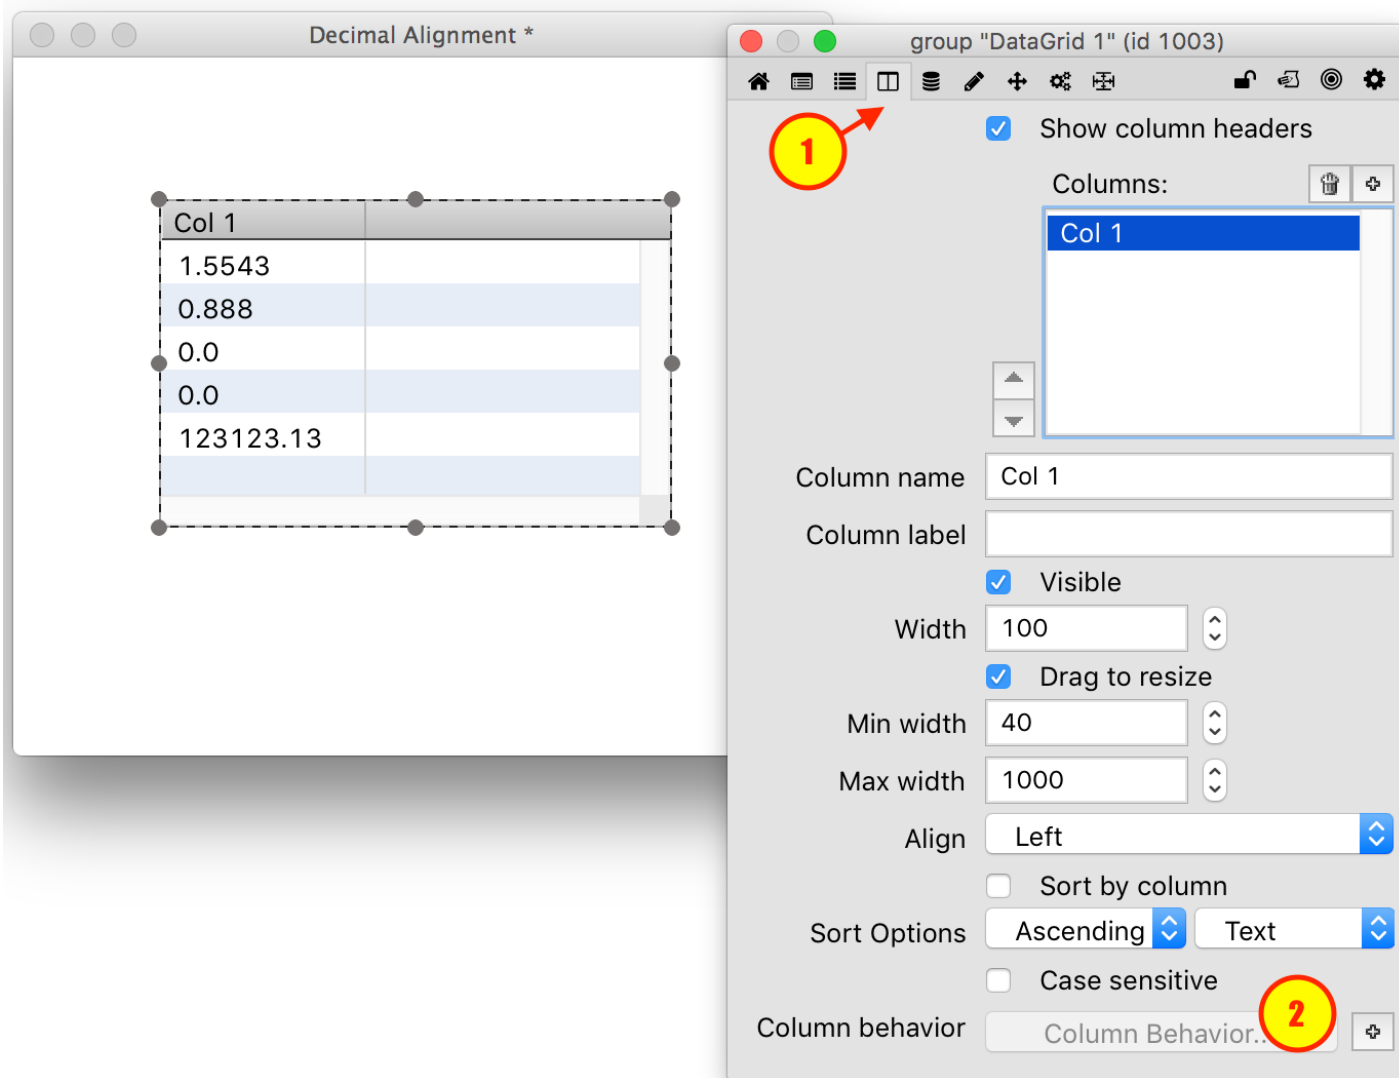 Decimal Alignment *
Col 1
1.5543
0.888
0.0
0.0
123123.13
group "DataGrid 1" (id 1003)
1
Show column headers
Columns:
Col 1
Column name Col 1
Column label
Visible
Width 100
Drag to resize
Min width 40
Max width 1000
Align Left
Sort by column
Sort Options Ascending Text
Case sensitive
Column behavior Column Behavior..
2